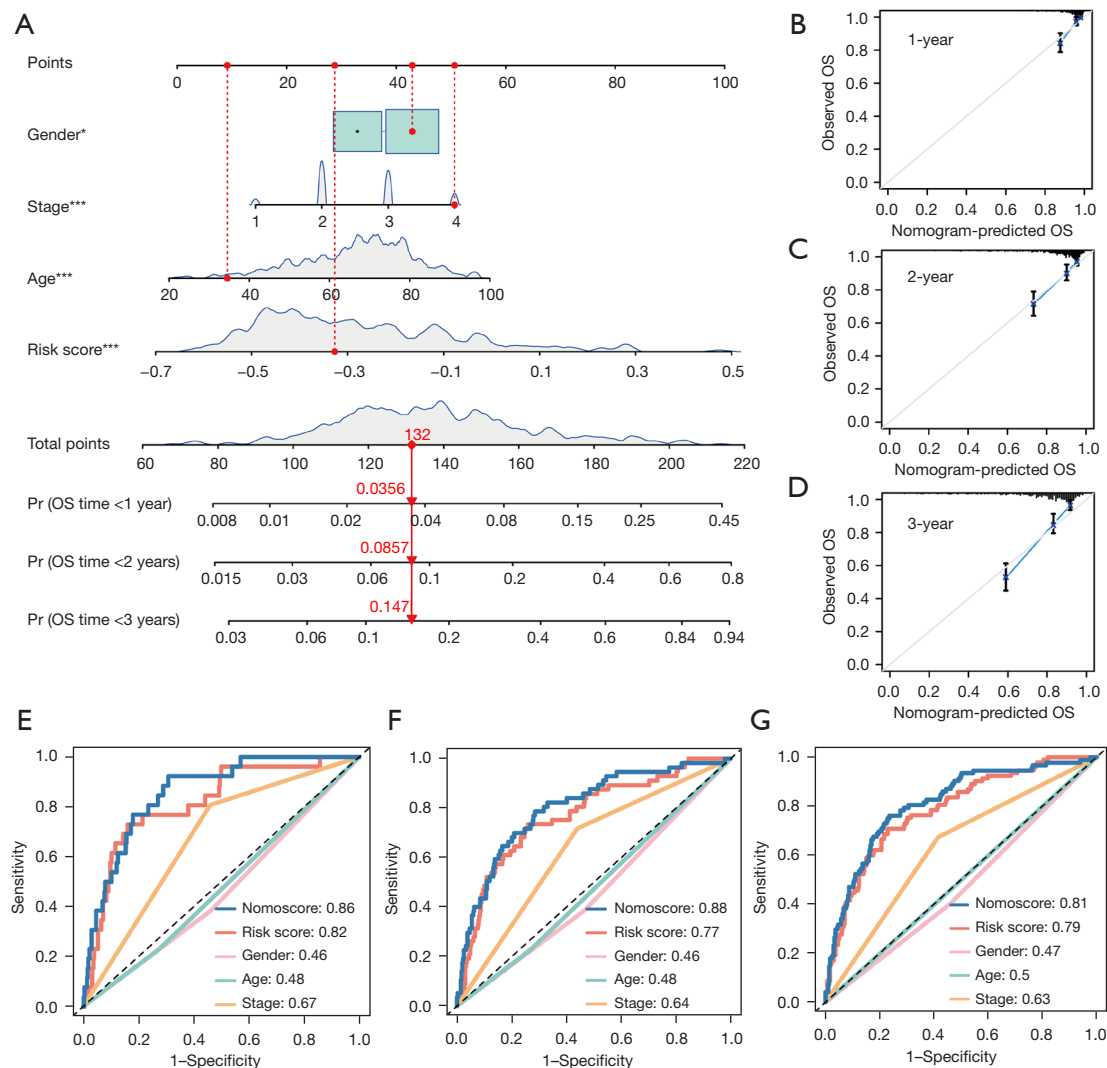 A
Points
0 20 40 60 80 100
Gender*
Stage***
1 2 3 4
Age***
20 40 60 80 100
Risk score***
−0.7 −0.5 −0.3 −0.1 0.1 0.3 0.5
Total points
132
60 80 100 120 140 160 180 200 220
0.0356
Pr (OS time <1 year)
0.008 0.01 0.02 0.04 0.08 0.15 0.25 0.45
0.0857
Pr (OS time <2 years)
0.015 0.03 0.06 0.1 0.2 0.4 0.6 0.8
0.147
Pr (OS time <3 years)
0.03 0.06 0.1 0.2 0.4 0.6 0.84 0.94
B
1-year
Observed OS
1.0
0.8
0.6
0.4
0.2
0.0
0.0 0.2 0.4 0.6 0.8 1.0
Nomogram-predicted OS
C
2-year
Observed OS
1.0
0.8
0.6
0.4
0.2
0.0
0.0 0.2 0.4 0.6 0.8 1.0
Nomogram-predicted OS
D
3-year
Observed OS
1.0
0.8
0.6
0.4
0.2
0.0
0.0 0.2 0.4 0.6 0.8 1.0
Nomogram-predicted OS
E
Sensitivity
1.0
0.8
0.6
0.4
0.2
0.0
Nomoscore: 0.86
Risk score: 0.82
Gender: 0.46
Age: 0.48
Stage: 0.67
0.0 0.2 0.4 0.6 0.8 1.0
1–Specificity
F
Sensitivity
1.0
0.8
0.6
0.4
0.2
0.0
Nomoscore: 0.88
Risk score: 0.77
Gender: 0.46
Age: 0.48
Stage: 0.64
0.0 0.2 0.4 0.6 0.8 1.0
1–Specificity
G
Sensitivity
1.0
0.8
0.6
0.4
0.2
0.0
Nomoscore: 0.81
Risk score: 0.79
Gender: 0.47
Age: 0.5
Stage: 0.63
0.0 0.2 0.4 0.6 0.8 1.0
1–Specificity